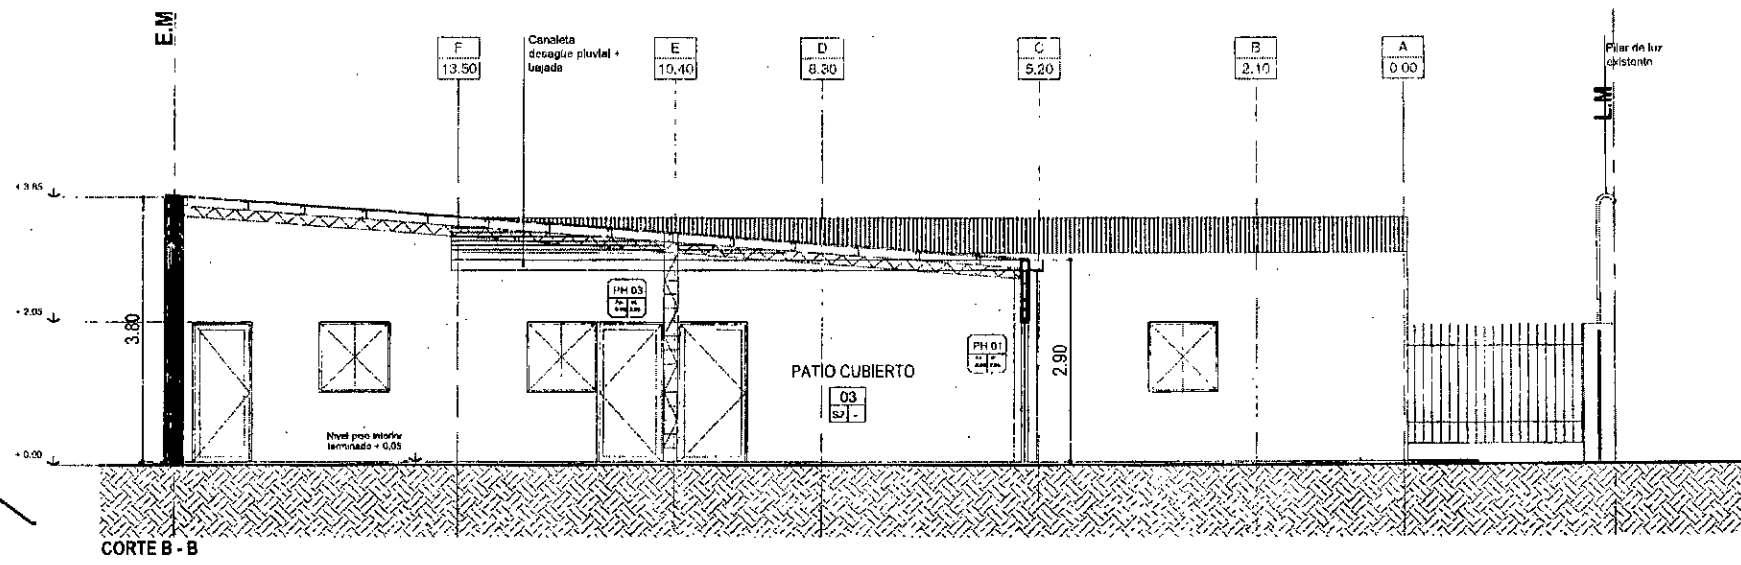 E.M
F
13.50
Canaleta
desague pluvial +
bajada
E
10.40
D
8.30
C
5.20
B
2.10
A
0.00
Pilar de luz
existente
L.M
+ 3.85
+ 2.05
+ 0.00
3.80
PH 03
PH 01
2.90
PATIO CUBIERTO
03
S2 -
Nivel piso interior
terminado + 0,05
CORTE B - B